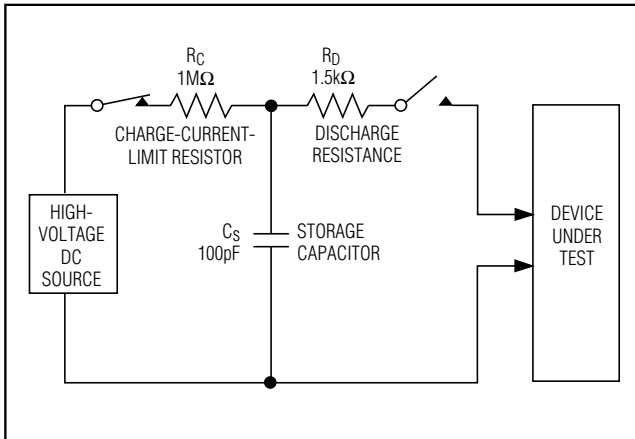 RC
1MΩ
CHARGE-CURRENT-
LIMIT RESISTOR
RD
1.5kΩ
DISCHARGE
RESISTANCE
HIGH-
VOLTAGE
DC
SOURCE
CS
100pF
STORAGE
CAPACITOR
DEVICE
UNDER
TEST